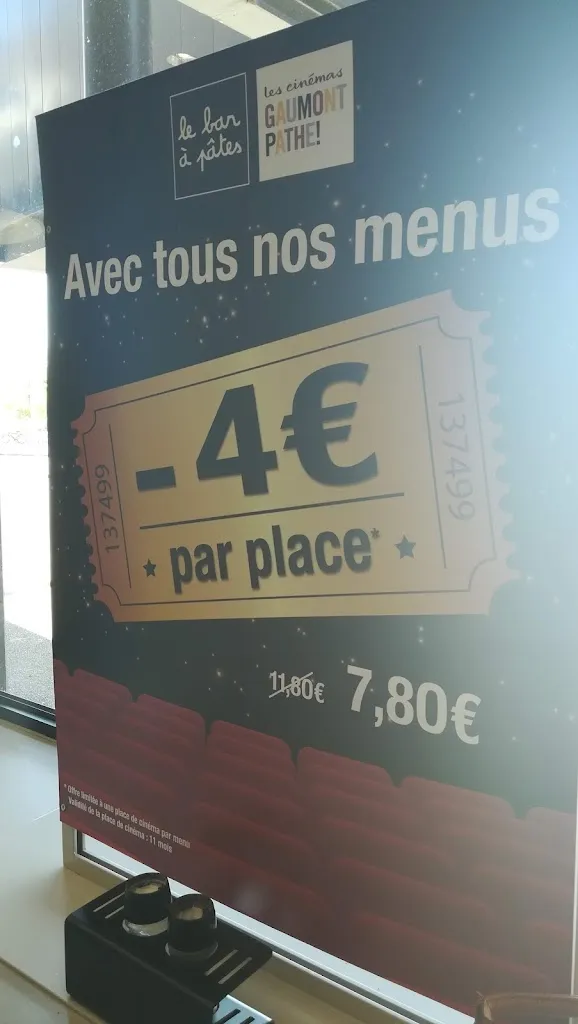 le bar
à pâtes
les cinémas
GAUMONT
PATHE!
Avec tous nos menus
137499
- 4€
par place*
137499
11,80€ 7,80€
* Offre limitée à une place de cinéma par menu
Validité de la place de cinéma : 11 mois